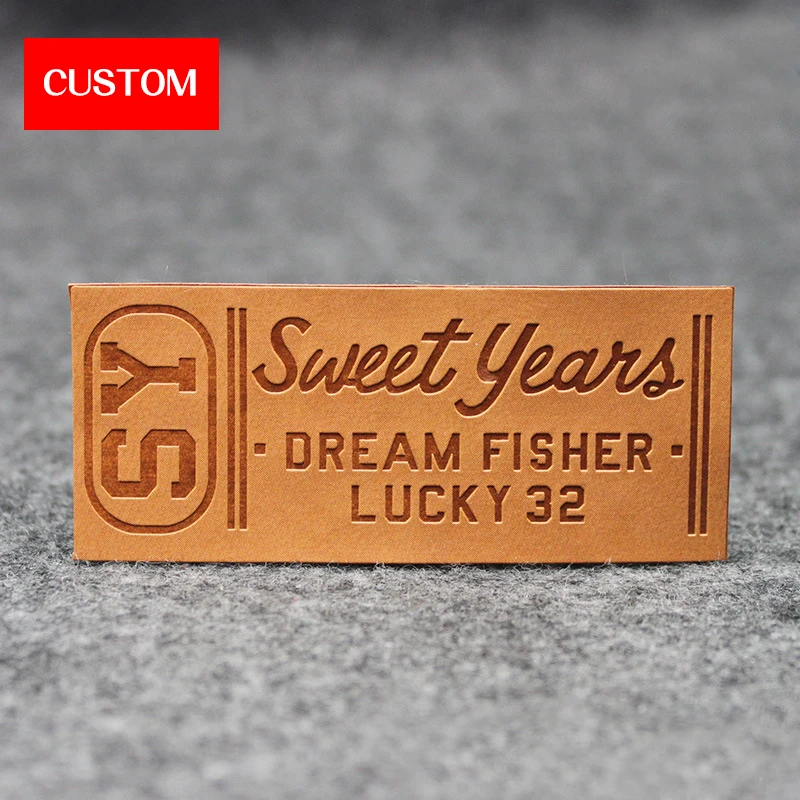 CUSTOM
SY
Sweet Years
· DREAM FISHER ·
LUCKY 32